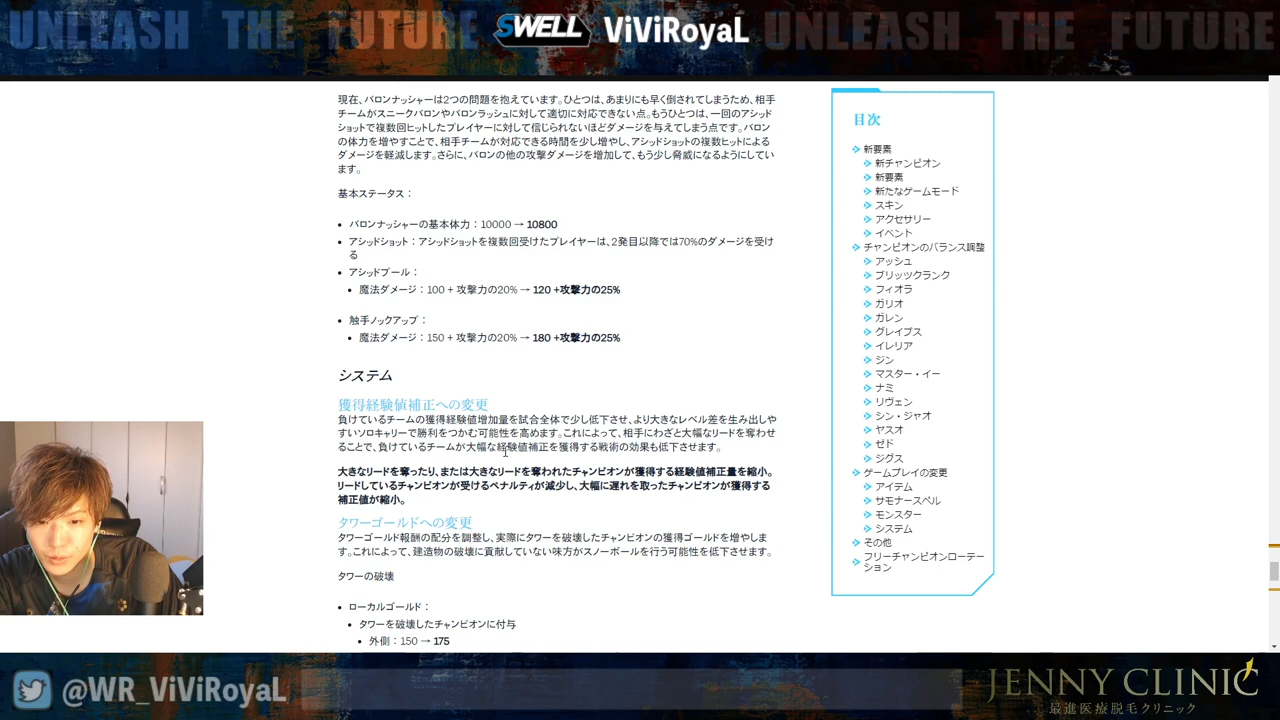 UNLEASH THE FUTURE SWELL ViViRoyaL UNLEASH THE FUTURE
現在、バロンナッシャーは2つの問題を抱えています。ひとつは、あまりにも早く倒されてしまうため、相手
チームがスニークバロンやバロンラッシュに対して適切に対応できない点。もうひとつは、一回のアシッド
ショットで複数回ヒットしたプレイヤーに対して信じられないほどダメージを与えてしまう点です。バロン
の体力を増やすことで、相手チームが対応できる時間を少し増やし、アシッドショットの複数ヒットによる
ダメージを軽減します。さらに、バロンの他の攻撃ダメージを増加して、もう少し脅威になるようにしてい
ます。
基本ステータス：
• バロンナッシャーの基本体力：10000 → 10800
• アシッドショット：アシッドショットを複数回受けたプレイヤーは、2発目以降では70%のダメージを受け
る
• アシッドプール：
• 魔法ダメージ：100 + 攻撃力の20% → 120 +攻撃力の25%
• 触手ノックアップ：
• 魔法ダメージ：150 + 攻撃力の20% → 180 +攻撃力の25%
システム
獲得経験値補正への変更
負けているチームの獲得経験値増加量を試合全体で少し低下させ、より大きなレベル差を生み出しや
すいソロキャリーで勝利をつかむ可能性を高めます。これによって、相手にわざと大幅なリードを奪わせ
ることで、負けているチームが大幅な経験値補正を獲得する戦術の効果も低下させます。
大きなリードを奪ったり、または大きなリードを奪われたチャンピオンが獲得する経験値補正量を縮小。
リードしているチャンピオンが受けるペナルティが減少し、大幅に遅れを取ったチャンピオンが獲得する
補正値が縮小。
タワーゴールドへの変更
タワーゴールド報酬の配分を調整し、実際にタワーを破壊したチャンピオンの獲得ゴールドを増やしま
す。これによって、建造物の破壊に貢献していない味方がスノーボールを行う可能性を低下させます。
タワーの破壊
• ローカルゴールド：
• タワーを破壊したチャンピオンに付与
• 外側：150 → 175
目次
新要素
新チャンピオン
新要素
新たなゲームモード
スキン
アクセサリー
イベント
チャンピオンのバランス調整
アッシュ
ブリッツクランク
フィオラ
ガリオ
ガレン
グレイブス
イレリア
ジン
マスター・イー
ナミ
リヴェン
シン・ジャオ
ヤスオ
ゼド
ジグス
ゲームプレイの変更
アイテム
サモナースペル
モンスター
システム
その他
フリーチャンピオンローテー
ション
@WR_ViViRoyaL
JENNY CLINIC
最進医療脱毛クリニック